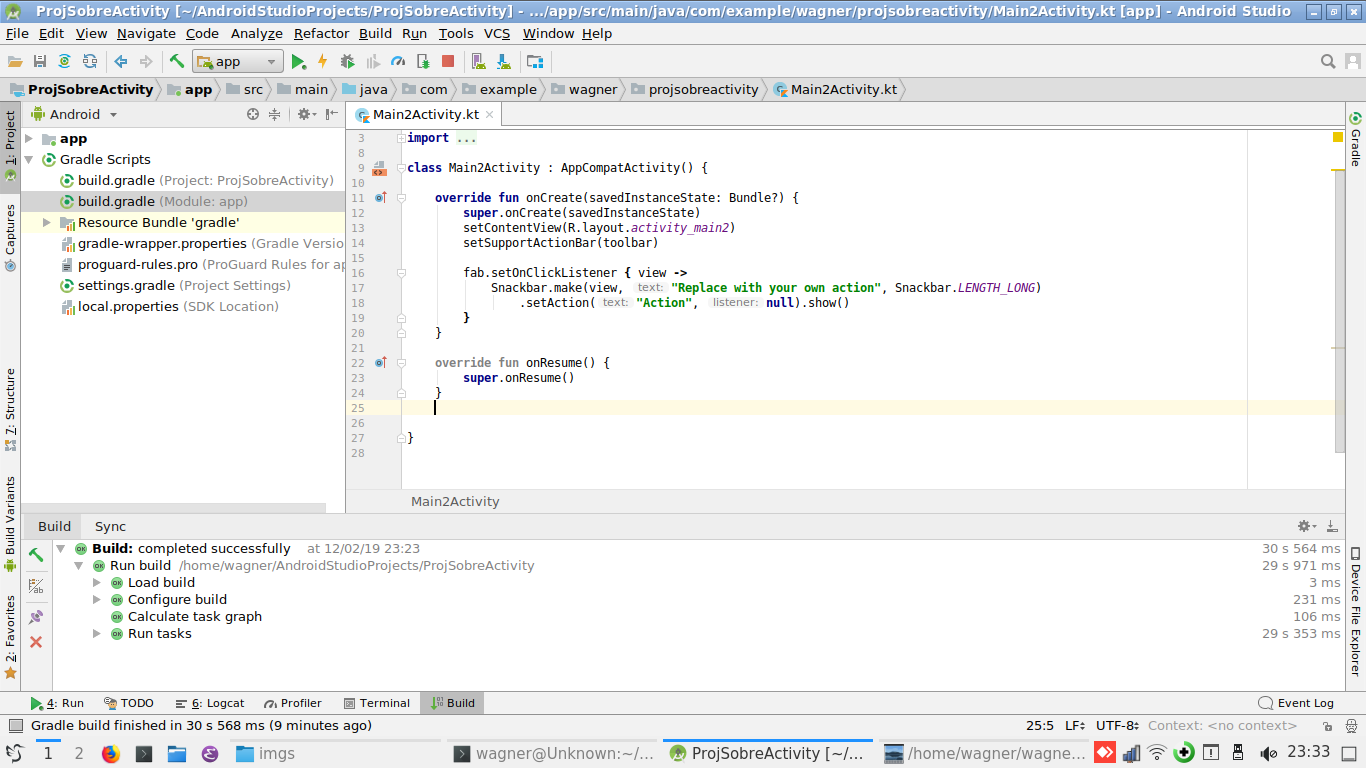 ProjSobreActivity [~/AndroidStudioProjects/ProjSobreActivity] - .../app/src/main/java/com/example/wagner/projsobreactivity/Main2Activity.kt [app] - Android Studio
File Edit View Navigate Code Analyze Refactor Build Run Tools VCS Window Help
app
ProjSobreActivity app src main java com example wagner projsobreactivity Main2Activity.kt
1: Project
Captures
7: Structure
Build Variants
2: Favorites
Android
app
Gradle Scripts
build.gradle (Project: ProjSobreActivity)
build.gradle (Module: app)
Resource Bundle 'gradle'
gradle-wrapper.properties (Gradle Versio
proguard-rules.pro (ProGuard Rules for ap
settings.gradle (Project Settings)
local.properties (SDK Location)
Main2Activity.kt
3 import ...
8
9 class Main2Activity : AppCompatActivity() {
10
11 override fun onCreate(savedInstanceState: Bundle?) {
12 super.onCreate(savedInstanceState)
13 setContentView(R.layout.activity_main2)
14 setSupportActionBar(toolbar)
15
16 fab.setOnClickListener { view ->
17 Snackbar.make(view, text: "Replace with your own action", Snackbar.LENGTH_LONG)
18 .setAction( text: "Action", listener: null).show()
19 }
20 }
21
22 override fun onResume() {
23 super.onResume()
24 }
25
26
27 }
28
Main2Activity
Gradle
Device File Explorer
Build Sync
Build: completed successfully at 12/02/19 23:23 30 s 564 ms
Run build /home/wagner/AndroidStudioProjects/ProjSobreActivity 29 s 971 ms
Load build 3 ms
Configure build 231 ms
Calculate task graph 106 ms
Run tasks 29 s 353 ms
4: Run TODO 6: Logcat Profiler Terminal Build Event Log
Gradle build finished in 30 s 568 ms (9 minutes ago) 25:5 LF UTF-8 Context: <no context>
1 2 imgs wagner@Unknown:~/... ProjSobreActivity [~/... /home/wagner/wagne... 23:33